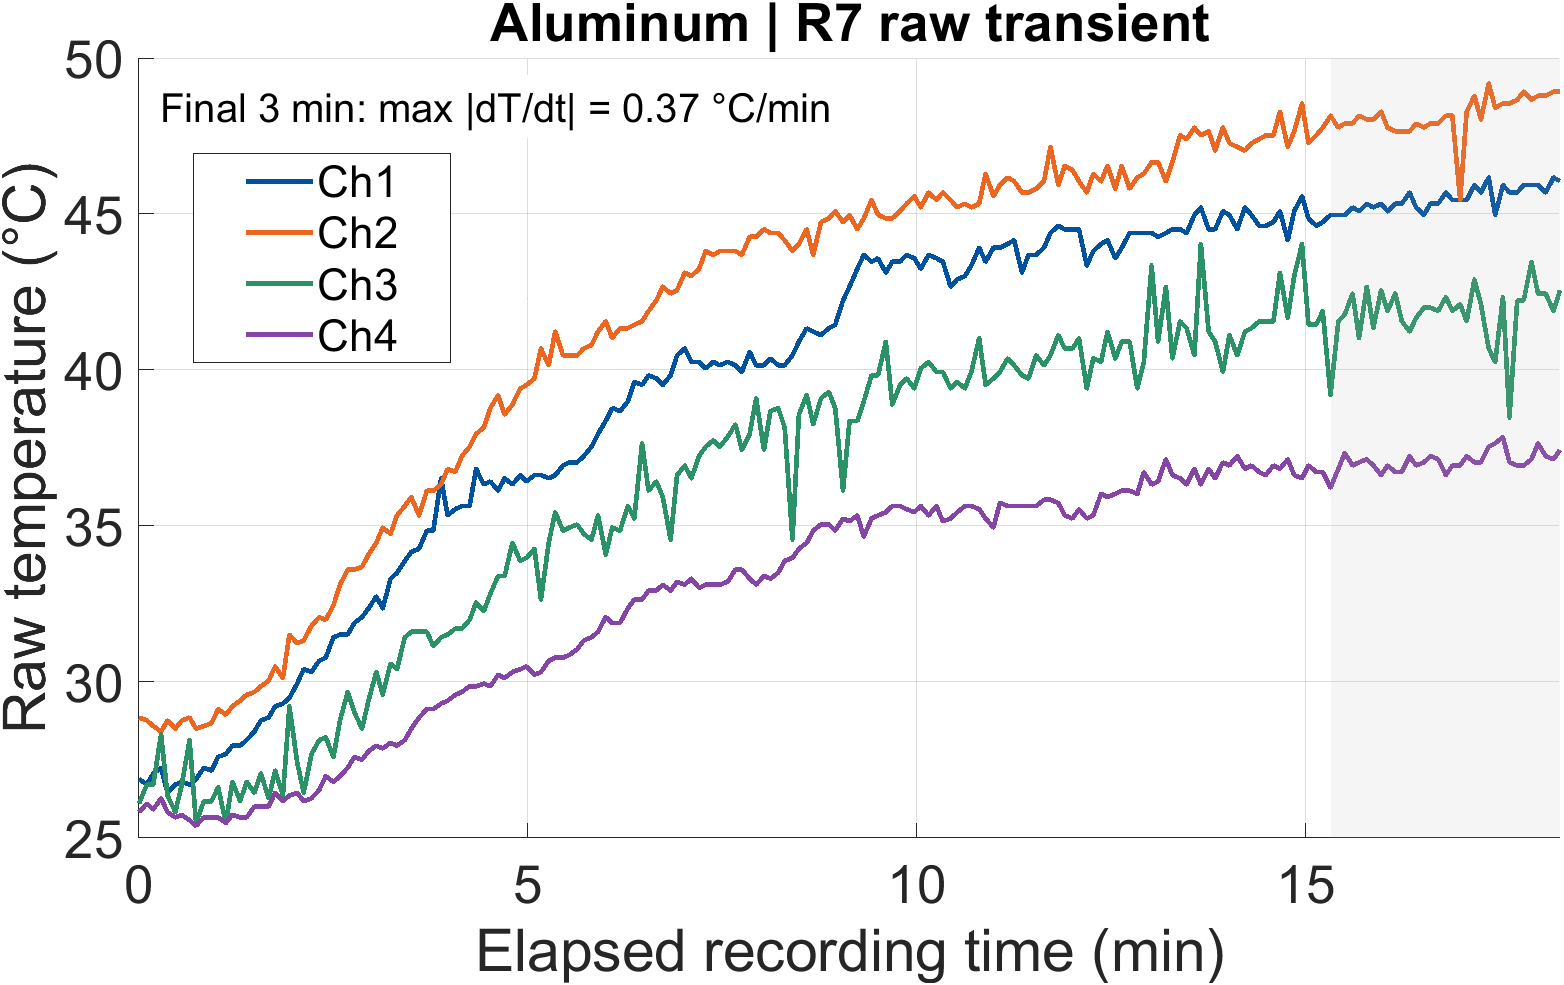 Aluminum | R7 raw transient
Final 3 min: max |dT/dt| = 0.37 °C/min
Ch1
Ch2
Ch3
Ch4
Raw temperature (°C)
50
45
40
35
30
25
0 5 10 15
Elapsed recording time (min)